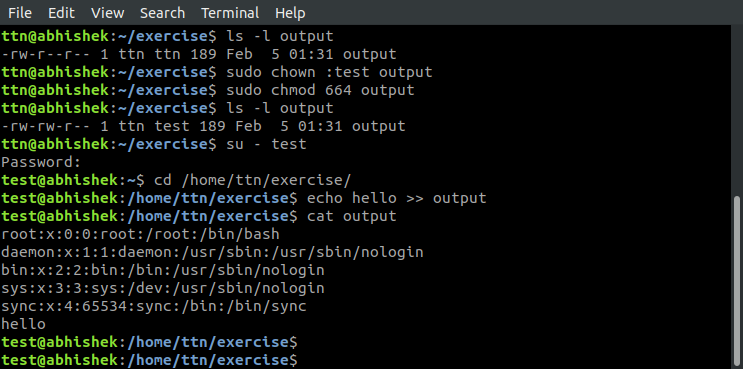 File Edit View Search Terminal Help
ttn@abhishek:~/exercise$ ls -l output
-rw-r--r-- 1 ttn ttn 189 Feb  5 01:31 output
ttn@abhishek:~/exercise$ sudo chown :test output
ttn@abhishek:~/exercise$ sudo chmod 664 output
ttn@abhishek:~/exercise$ ls -l output
-rw-rw-r-- 1 ttn test 189 Feb  5 01:31 output
ttn@abhishek:~/exercise$ su - test
Password:
test@abhishek:~$ cd /home/ttn/exercise/
test@abhishek:/home/ttn/exercise$ echo hello >> output
test@abhishek:/home/ttn/exercise$ cat output
root:x:0:0:root:/root:/bin/bash
daemon:x:1:1:daemon:/usr/sbin:/usr/sbin/nologin
bin:x:2:2:bin:/bin:/usr/sbin/nologin
sys:x:3:3:sys:/dev:/usr/sbin/nologin
sync:x:4:65534:sync:/bin:/bin/sync
hello
test@abhishek:/home/ttn/exercise$
test@abhishek:/home/ttn/exercise$